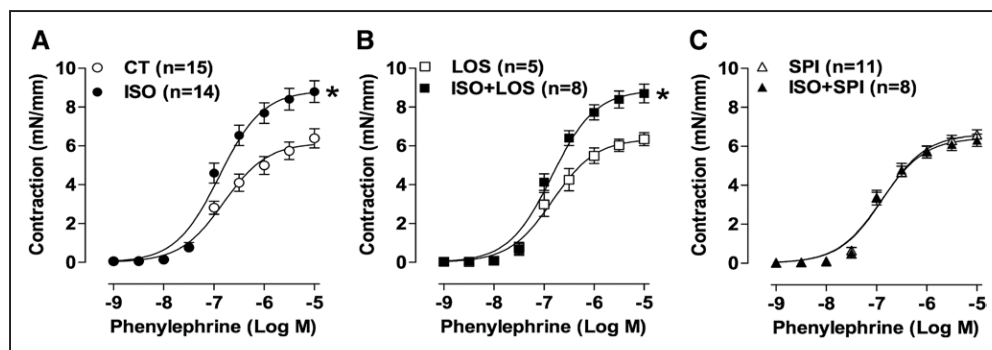 A
CT (n=15)
ISO (n=14)
Contraction (mN/mm)
10
8
6
4
2
0
*
-9 -8 -7 -6 -5
Phenylephrine (Log M)
B
LOS (n=5)
ISO+LOS (n=8)
Contraction (mN/mm)
10
8
6
4
2
0
*
-9 -8 -7 -6 -5
Phenylephrine (Log M)
C
SPI (n=11)
ISO+SPI (n=8)
Contraction (mN/mm)
10
8
6
4
2
0
-9 -8 -7 -6 -5
Phenylephrine (Log M)